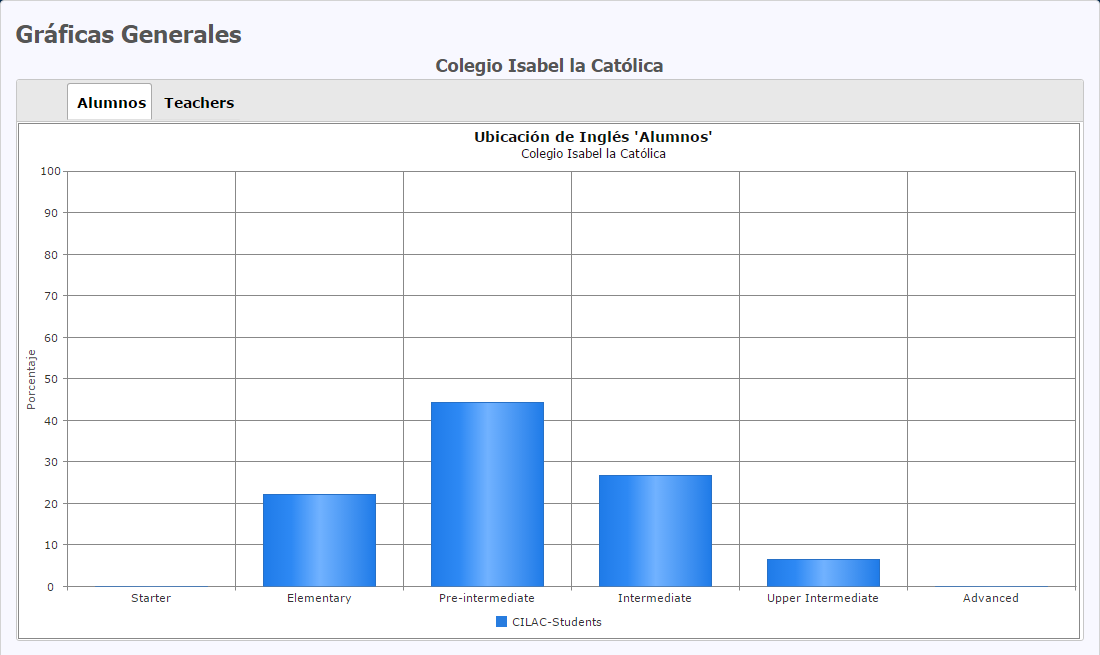 Gráficas Generales
Colegio Isabel la Católica
Alumnos Teachers
Ubicación de Inglés 'Alumnos'
Colegio Isabel la Católica
100
90
80
70
60
50
40
30
20
10
0
Porcentaje
Starter Elementary Pre-intermediate Intermediate Upper Intermediate Advanced
CILAC-Students